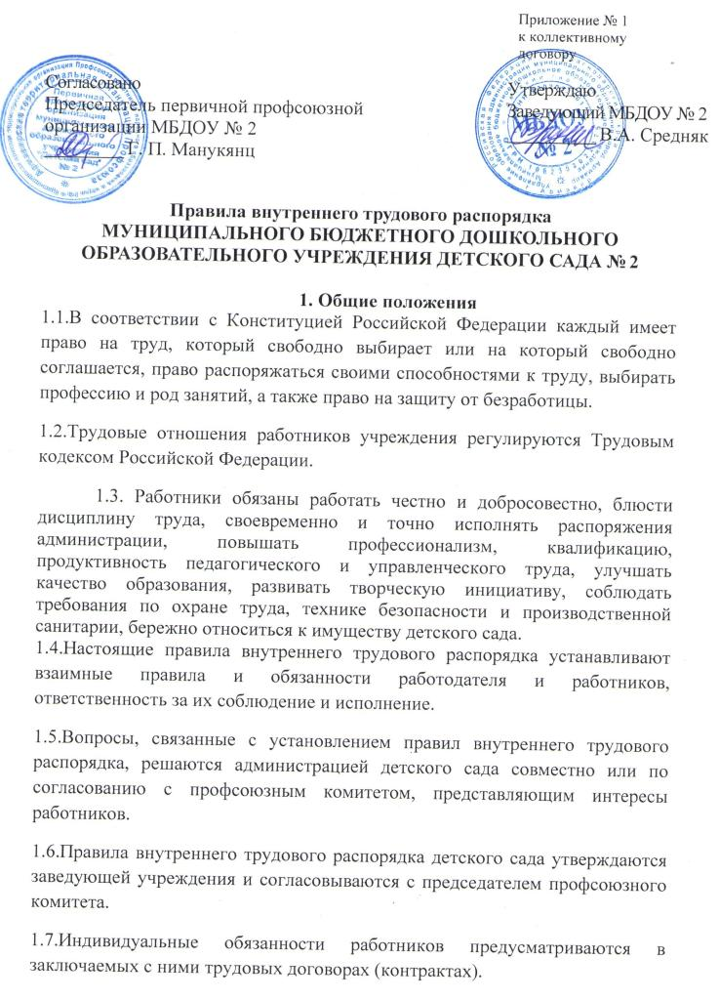 Приложение № 1
к коллективному
договору
Согласовано
Председатель первичной профсоюзной
организации МБДОУ № 2
Г. П. Манукянц
Утверждаю
Заведующий МБДОУ № 2
В.А. Средняк
МБДОУ
№ 2
Правила внутреннего трудового распорядка
МУНИЦИПАЛЬНОГО БЮДЖЕТНОГО ДОШКОЛЬНОГО
ОБРАЗОВАТЕЛЬНОГО УЧРЕЖДЕНИЯ ДЕТСКОГО САДА № 2
1. Общие положения
1.1.В соответствии с Конституцией Российской Федерации каждый имеет
право на труд, который свободно выбирает или на который свободно
соглашается, право распоряжаться своими способностями к труду, выбирать
профессию и род занятий, а также право на защиту от безработицы.
1.2.Трудовые отношения работников учреждения регулируются Трудовым
кодексом Российской Федерации.
1.3. Работники обязаны работать честно и добросовестно, блюсти
дисциплину труда, своевременно и точно исполнять распоряжения
администрации, повышать профессионализм, квалификацию,
продуктивность педагогического и управленческого труда, улучшать
качество образования, развивать творческую инициативу, соблюдать
требования по охране труда, технике безопасности и производственной
санитарии, бережно относиться к имуществу детского сада.
1.4.Настоящие правила внутреннего трудового распорядка устанавливают
взаимные правила и обязанности работодателя и работников,
ответственность за их соблюдение и исполнение.
1.5.Вопросы, связанные с установлением правил внутреннего трудового
распорядка, решаются администрацией детского сада совместно или по
согласованию с профсоюзным комитетом, представляющим интересы
работников.
1.6.Правила внутреннего трудового распорядка детского сада утверждаются
заведующей учреждения и согласовываются с председателем профсоюзного
комитета.
1.7.Индивидуальные обязанности работников предусматриваются в
заключаемых с ними трудовых договорах (контрактах).